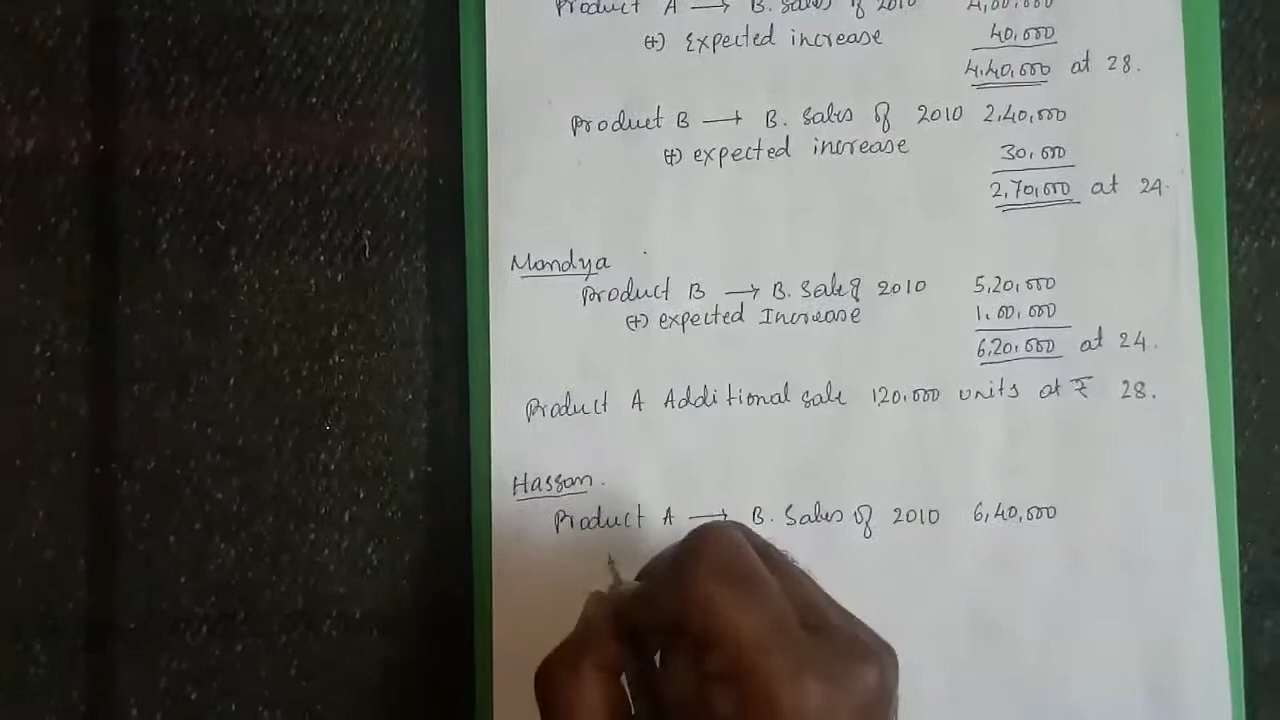 Product A → B. Sales of 2010 4,00,000
(+) Expected increase 40,000
4,40,000 at 28.
Product B → B. Sales of 2010 2,40,000
(+) expected increase 30,000
2,70,000 at 24.
Mandya
Product B → B. Sale of 2010 5,20,000
(+) expected Increase 1,00,000
6,20,000 at 24.
Product A Additional sale 120,000 units at ₹ 28.
Hassan.
Product A → B. Sales of 2010 6,40,000